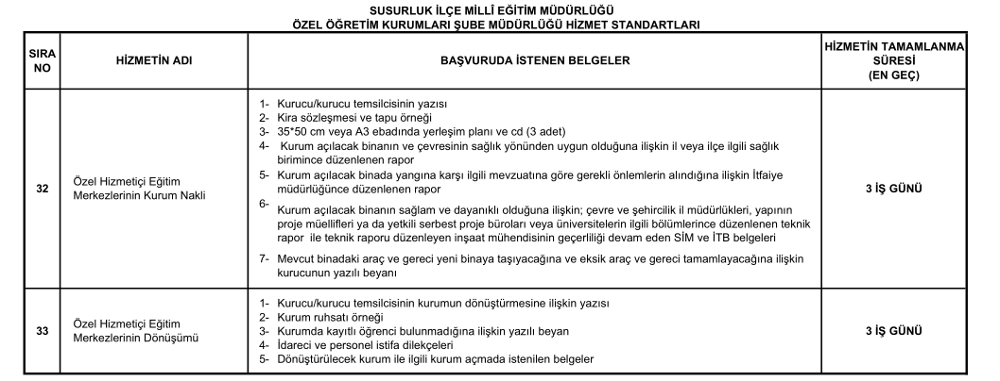 SUSURLUK İLÇE MİLLÎ EĞİTİM MÜDÜRLÜĞÜ
ÖZEL ÖĞRETİM KURUMLARI ŞUBE MÜDÜRLÜĞÜ HİZMET STANDARTLARI
SIRA NO
HİZMETİN ADI
BAŞVURUDA İSTENEN BELGELER
HİZMETİN TAMAMLANMA
SÜRESİ
(EN GEÇ)
32
Özel Hizmetiçi Eğitim
Merkezlerinin Kurum Nakli
1- Kurucu/kurucu temsilcisinin yazısı
2- Kira sözleşmesi ve tapu örneği
3- 35*50 cm veya A3 ebadında yerleşim planı ve cd (3 adet)
4- Kurum açılacak binanın ve çevresinin sağlık yönünden uygun olduğuna ilişkin il veya ilçe ilgili sağlık
birimince düzenlenen rapor
5- Kurum açılacak binada yangına karşı ilgili mevzuatına göre gerekli önlemlerin alındığına ilişkin İtfaiye
müdürlüğünce düzenlenen rapor
6- Kurum açılacak binanın sağlam ve dayanıklı olduğuna ilişkin; çevre ve şehircilik il müdürlükleri, yapının
proje müellifleri ya da yetkili serbest proje büroları veya üniversitelerin ilgili bölümlerince düzenlenen teknik
rapor ile teknik raporu düzenleyen inşaat mühendisinin geçerliliği devam eden SİM ve İTB belgeleri
7- Mevcut binadaki araç ve gereci yeni binaya taşıyacağına ve eksik araç ve gereci tamamlayacağına ilişkin
kurucunun yazılı beyanı
3 İŞ GÜNÜ
33
Özel Hizmetiçi Eğitim
Merkezlerinin Dönüşümü
1- Kurucu/kurucu temsilcisinin kurumun dönüştürmesine ilişkin yazısı
2- Kurum ruhsatı örneği
3- Kurumda kayıtlı öğrenci bulunmadığına ilişkin yazılı beyan
4- İdareci ve personel istifa dilekçeleri
5- Dönüştürülecek kurum ile ilgili kurum açmada istenilen belgeler
3 İŞ GÜNÜ